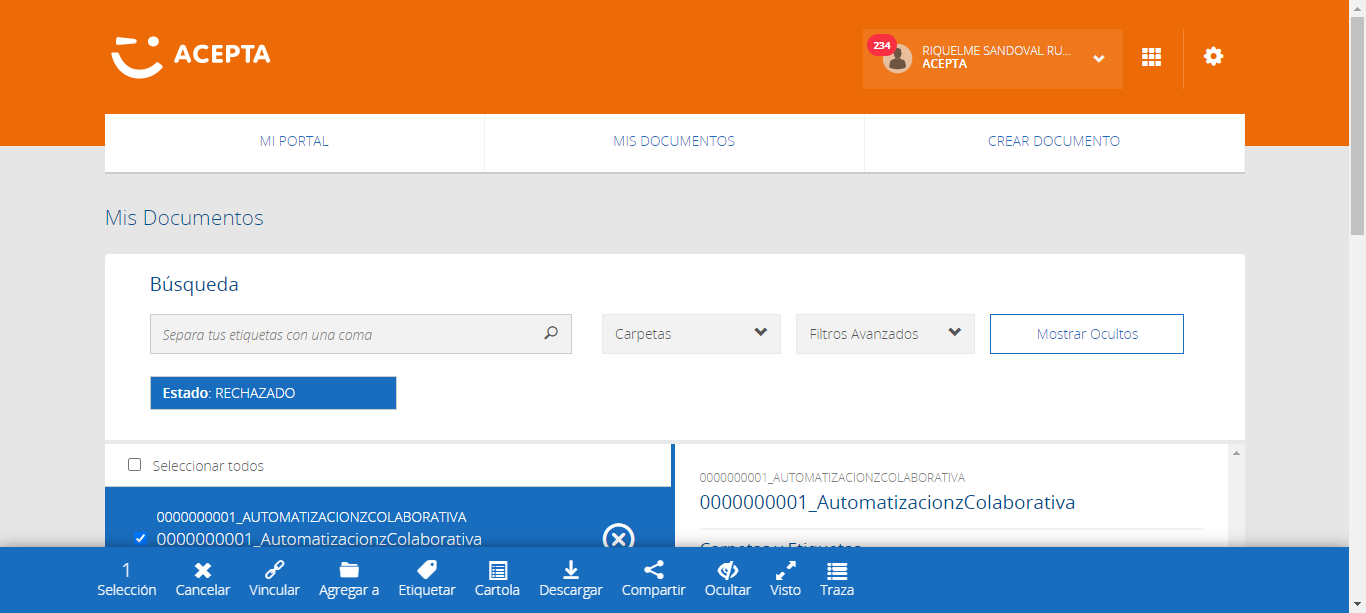 ACEPTA
234
RIQUELME SANDOVAL RU...
ACEPTA
MI PORTAL
MIS DOCUMENTOS
CREAR DOCUMENTO
Mis Documentos
Búsqueda
Separa tus etiquetas con una coma
Carpetas
Filtros Avanzados
Mostrar Ocultos
Estado: RECHAZADO
Seleccionar todos
0000000001_AUTOMATIZACIONZCOLABORATIVA
0000000001_AutomatizacionzColaborativa
0000000001_AUTOMATIZACIONZCOLABORATIVA
0000000001_AutomatizacionzColaborativa
Carpetas y Etiquetas
1
Selección
Cancelar
Vincular
Agregar a
Etiquetar
Cartola
Descargar
Compartir
Ocultar
Visto
Traza